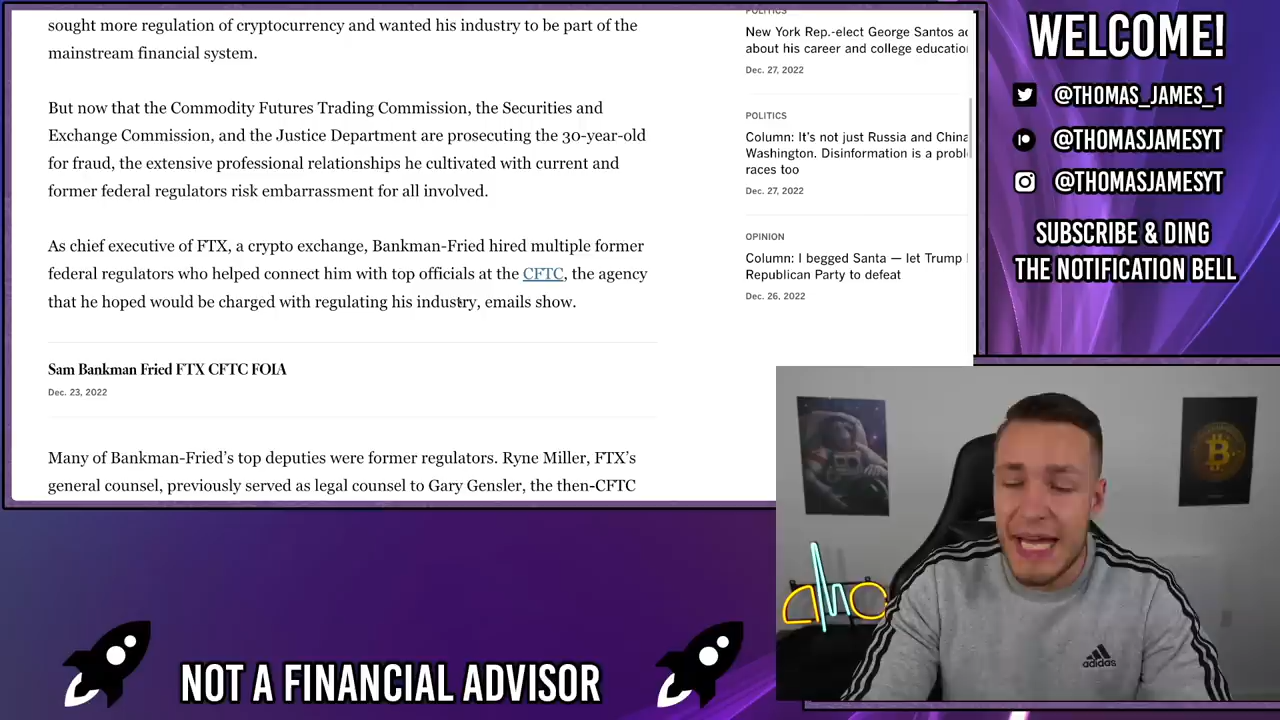 sought more regulation of cryptocurrency and wanted his industry to be part of the
mainstream financial system.
But now that the Commodity Futures Trading Commission, the Securities and
Exchange Commission, and the Justice Department are prosecuting the 30-year-old
for fraud, the extensive professional relationships he cultivated with current and
former federal regulators risk embarrassment for all involved.
As chief executive of FTX, a crypto exchange, Bankman-Fried hired multiple former
federal regulators who helped connect him with top officials at the CFTC, the agency
that he hoped would be charged with regulating his industry, emails show.
Sam Bankman Fried FTX CFTC FOIA
Dec. 23, 2022
Many of Bankman-Fried’s top deputies were former regulators. Ryne Miller, FTX’s
general counsel, previously served as legal counsel to Gary Gensler, the then-CFTC
POLITICS
New York Rep.-elect George Santos
about his career and college
Dec. 27, 2022
POLITICS
Column: It’s not just Russia and China
Washington. Disinformation is a
races too
Dec. 27, 2022
OPINION
Column: I begged Santa — let Trump
Republican Party to defeat
Dec. 26, 2022
WELCOME!
@THOMAS_JAMES_1
@THOMASJAMESYT
@THOMASJAMESYT
SUBSCRIBE & DING
THE NOTIFICATION BELL
adidas
NOT A FINANCIAL ADVISOR